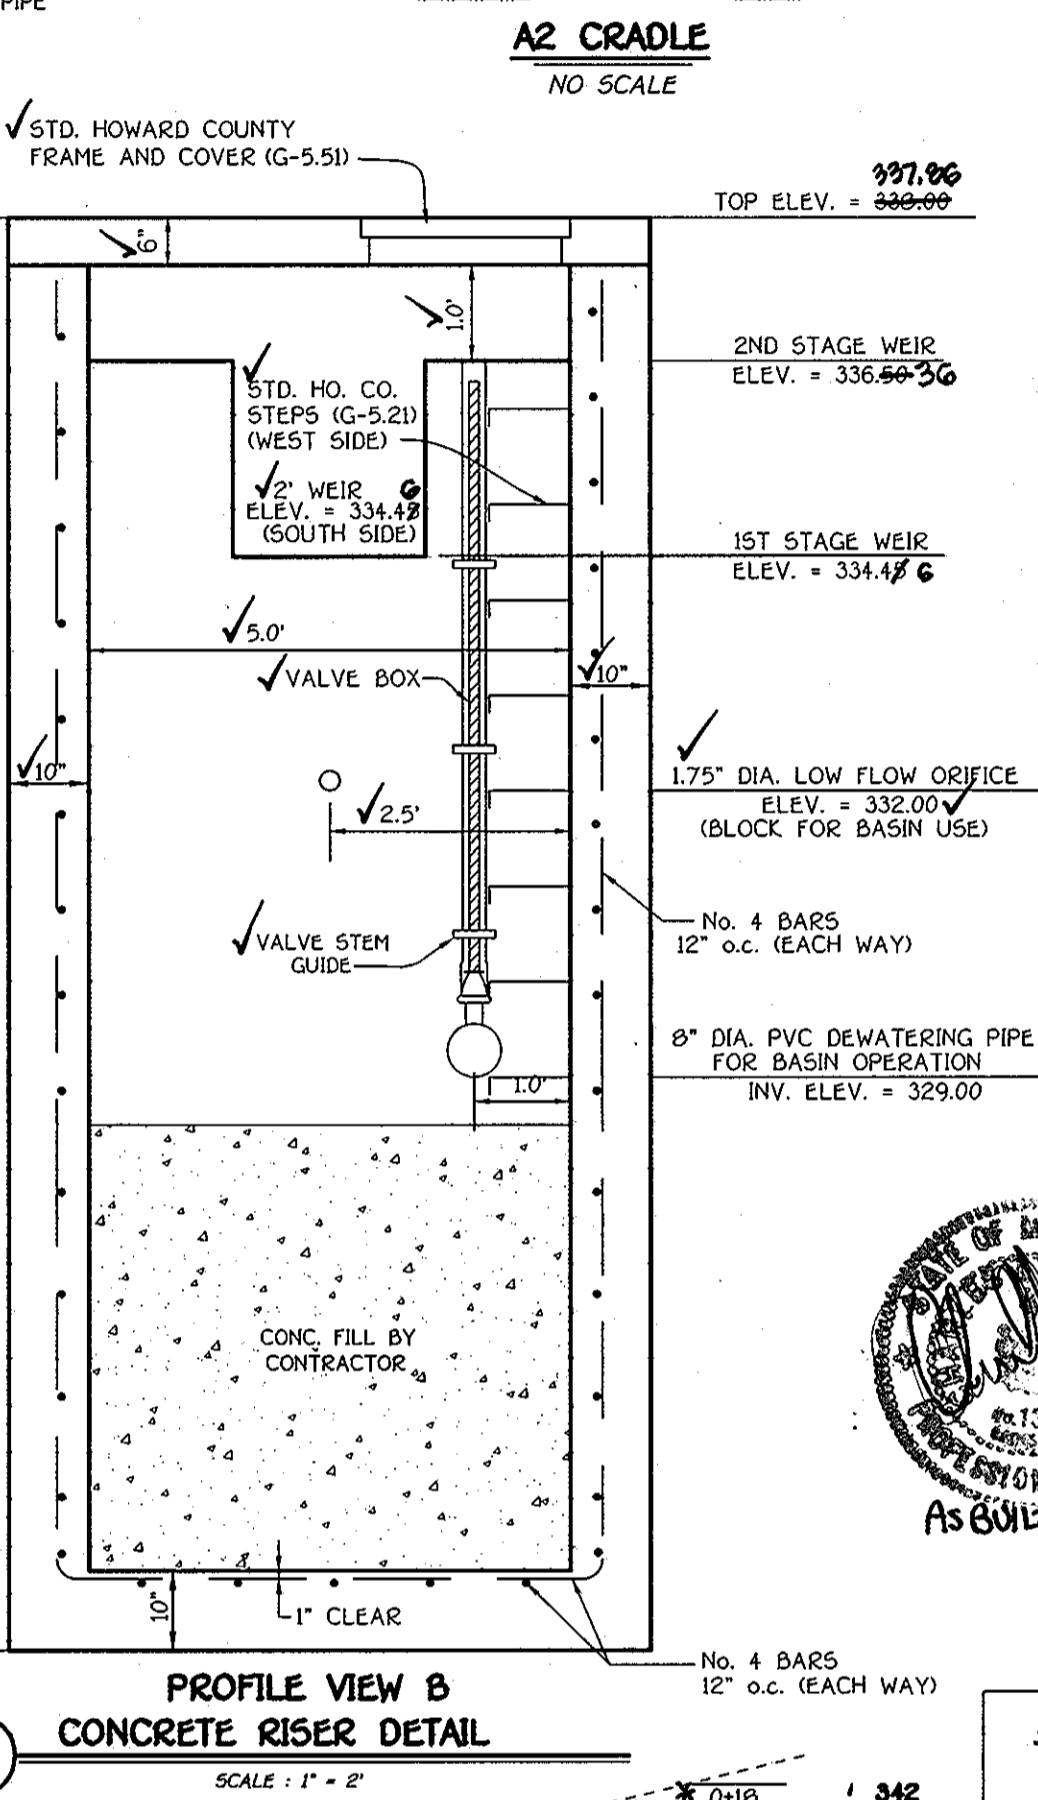 PIPE
A2 CRADLE
NO SCALE
STD. HOWARD COUNTY
FRAME AND COVER (G-5.51)
337.86
TOP ELEV. = 338.00
6"
1.0'
2ND STAGE WEIR
ELEV. = 336.50 36
STD. HO. CO.
STEPS (G-5.21)
(WEST SIDE)
2' WEIR 6
ELEV. = 334.48
(SOUTH SIDE)
1ST STAGE WEIR
ELEV. = 334.48 6
5.0'
VALVE BOX
10"
10"
1.75" DIA. LOW FLOW ORIFICE
ELEV. = 332.00
(BLOCK FOR BASIN USE)
2.5'
No. 4 BARS
12" o.c. (EACH WAY)
VALVE STEM
GUIDE
8" DIA. PVC DEWATERING PIPE
FOR BASIN OPERATION
INV. ELEV. = 329.00
1.0'
CONC. FILL BY
CONTRACTOR
STATE OF
PROFESSION
AS BUIL
10"
1" CLEAR
No. 4 BARS
12" o.c. (EACH WAY)
PROFILE VIEW B
CONCRETE RISER DETAIL
SCALE : 1" = 2'
0+18
342